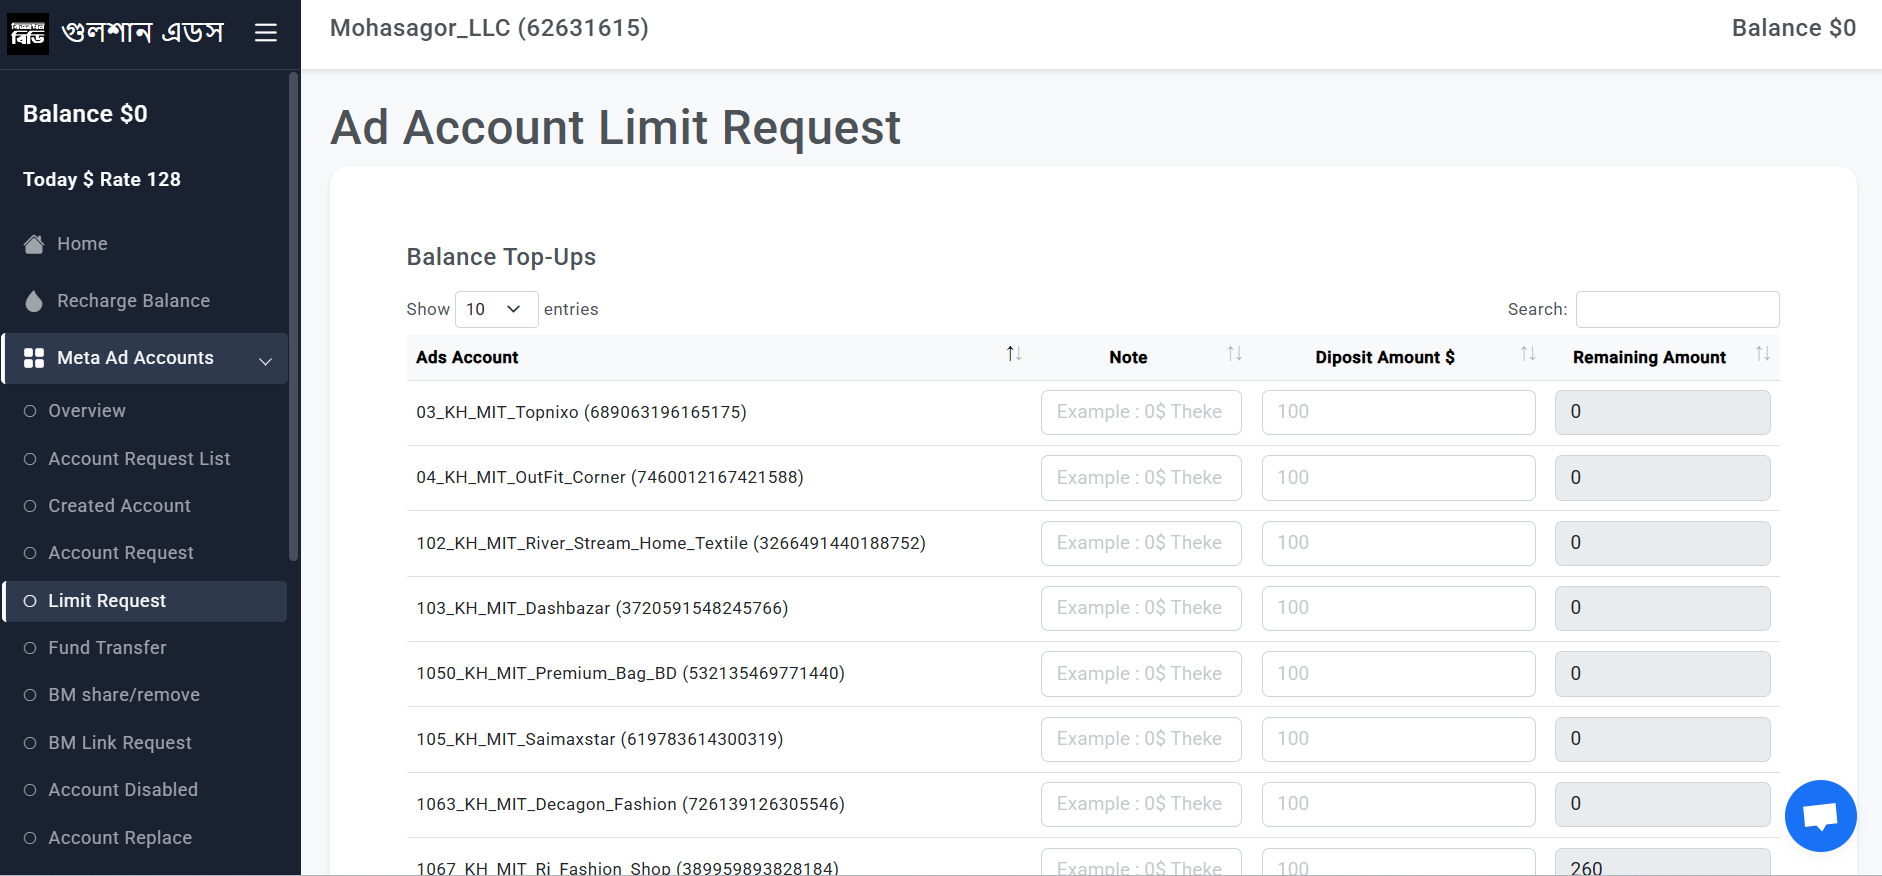 বিজ্ঞাপন
বিডি
গুলশান এডস
Mohasagor_LLC (62631615)
Balance $0
Balance $0
Today $ Rate 128
Home
Recharge Balance
Meta Ad Accounts
Overview
Account Request List
Created Account
Account Request
Limit Request
Fund Transfer
BM share/remove
BM Link Request
Account Disabled
Account Replace
Ad Account Limit Request
Balance Top-Ups
Show 10 entries
Search:
Ads Account Note Diposit Amount $ Remaining Amount
03_KH_MIT_Topnixo (689063196165175) Example : 0$ Theke 100 0
04_KH_MIT_OutFit_Corner (7460012167421588) Example : 0$ Theke 100 0
102_KH_MIT_River_Stream_Home_Textile (3266491440188752) Example : 0$ Theke 100 0
103_KH_MIT_Dashbazar (3720591548245766) Example : 0$ Theke 100 0
1050_KH_MIT_Premium_Bag_BD (532135469771440) Example : 0$ Theke 100 0
105_KH_MIT_Saimaxstar (619783614300319) Example : 0$ Theke 100 0
1063_KH_MIT_Decagon_Fashion (726139126305546) Example : 0$ Theke 100 0
1067_KH_MIT_Ri_Fashion_Shop (389959893828184) Example : 0$ Theke 100 260